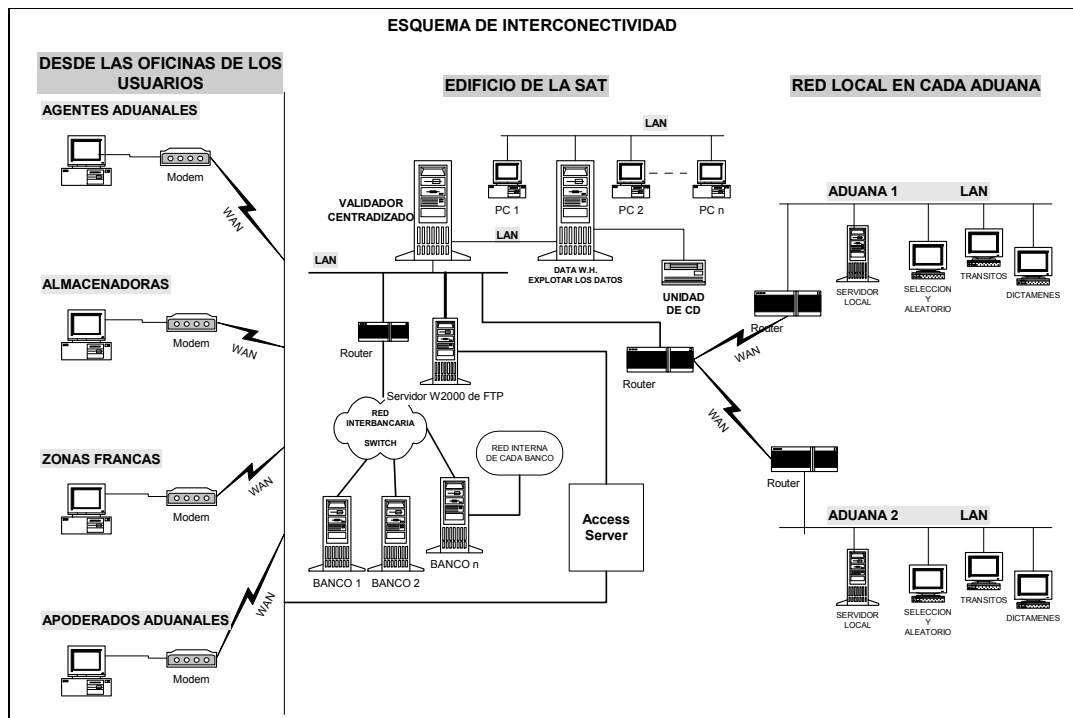 ESQUEMA DE INTERCONECTIVIDAD
DESDE LAS OFICINAS DE LOS
USUARIOS
AGENTES ADUANALES
Modem
WAN
ALMACENADORAS
Modem
WAN
ZONAS FRANCAS
Modem
WAN
APODERADOS ADUANALES
Modem
WAN
EDIFICIO DE LA SAT
LAN
PC 1
PC 2
PC n
VALIDADOR
CENTRADIZADO
LAN
LAN
DATA W.H.
EXPLOTAR LOS DATOS
UNIDAD
DE CD
Router
Servidor W2000 de FTP
Router
RED
INTERBANCARIA
SWITCH
RED INTERNA
DE CADA BANCO
BANCO 1
BANCO 2
BANCO n
Access
Server
RED LOCAL EN CADA ADUANA
ADUANA 1
LAN
SERVIDOR
LOCAL
SELECCION
Y
ALEATORIO
TRANSITOS
DICTAMENES
Router
WAN
WAN
Router
ADUANA 2
LAN
SERVIDOR
LOCAL
SELECCION
Y
ALEATORIO
TRANSITOS
DICTAMENES